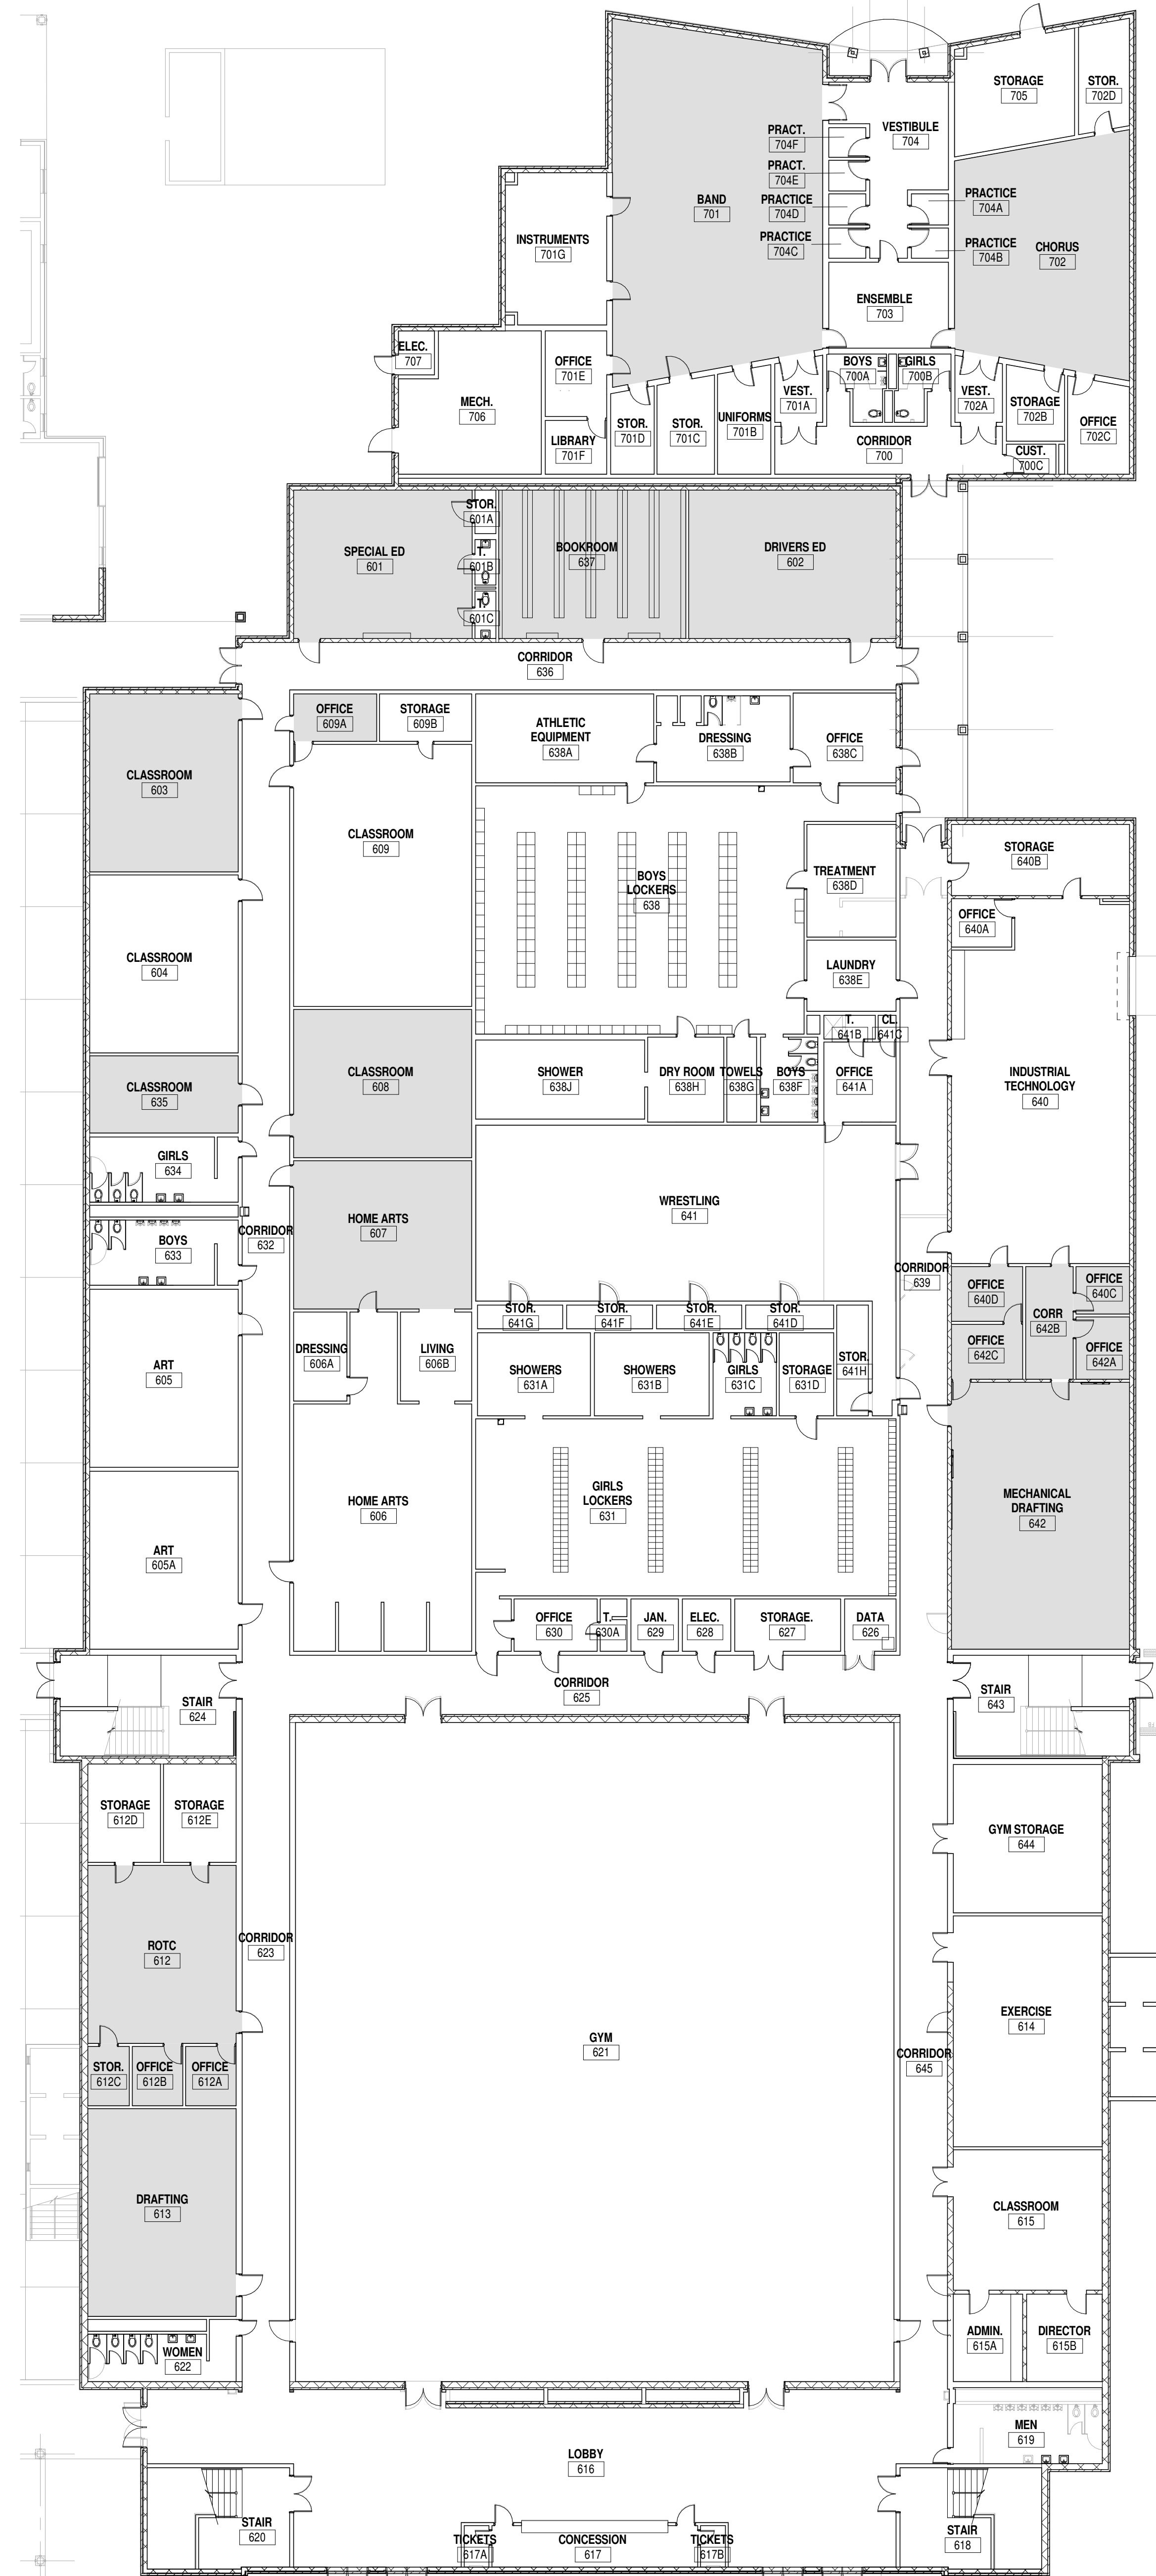 STORAGE
705
STOR.
702D
PRACT.
704F
VESTIBULE
704
PRACT.
704E
BAND
701
PRACTICE
704D
PRACTICE
704A
PRACTICE
704C
PRACTICE
704B
CHORUS
702
INSTRUMENTS
701G
ENSEMBLE
703
ELEC.
707
OFFICE
701E
BOYS
700A
GIRLS
700B
MECH.
706
VEST.
701A
VEST.
702A
STORAGE
702B
OFFICE
702C
STOR.
701D
STOR.
701C
UNIFORMS
701B
LIBRARY
701F
CORRIDOR
700
CUST.
700C
STOR.
601A
SPECIAL ED
601
T.
601B
BOOKROOM
637
DRIVERS ED
602
T.
601C
CORRIDOR
636
OFFICE
609A
STORAGE
609B
ATHLETIC
EQUIPMENT
638A
DRESSING
638B
OFFICE
638C
CLASSROOM
603
CLASSROOM
609
BOYS
LOCKERS
638
TREATMENT
638D
STORAGE
640B
OFFICE
640A
CLASSROOM
604
LAUNDRY
638E
T.
641B
CL.
641C
CLASSROOM
635
CLASSROOM
608
SHOWER
638J
DRY ROOM
638H
TOWELS
638G
BOYS
638F
OFFICE
641A
INDUSTRIAL
TECHNOLOGY
640
GIRLS
634
WRESTLING
641
HOME ARTS
607
CORRIDOR
632
BOYS
633
CORRIDOR
639
OFFICE
640D
OFFICE
640C
CORR
642B
STOR.
641G
STOR.
641F
STOR.
641E
STOR.
641D
DRESSING
606A
LIVING
606B
OFFICE
642C
OFFICE
642A
ART
605
SHOWERS
631A
SHOWERS
631B
GIRLS
631C
STORAGE
631D
STOR.
641H
HOME ARTS
606
GIRLS
LOCKERS
631
MECHANICAL
DRAFTING
642
ART
605A
OFFICE
630
T.
630A
JAN.
629
ELEC.
628
STORAGE.
627
DATA
626
CORRIDOR
625
STAIR
624
STAIR
643
STORAGE
612D
STORAGE
612E
GYM STORAGE
644
ROTC
612
CORRIDOR
623
EXERCISE
614
GYM
621
CORRIDOR
645
STOR.
612C
OFFICE
612B
OFFICE
612A
DRAFTING
613
CLASSROOM
615
ADMIN.
615A
DIRECTOR
615B
WOMEN
622
MEN
619
LOBBY
616
STAIR
620
TICKETS
617A
CONCESSION
617
TICKETS
617B
STAIR
618